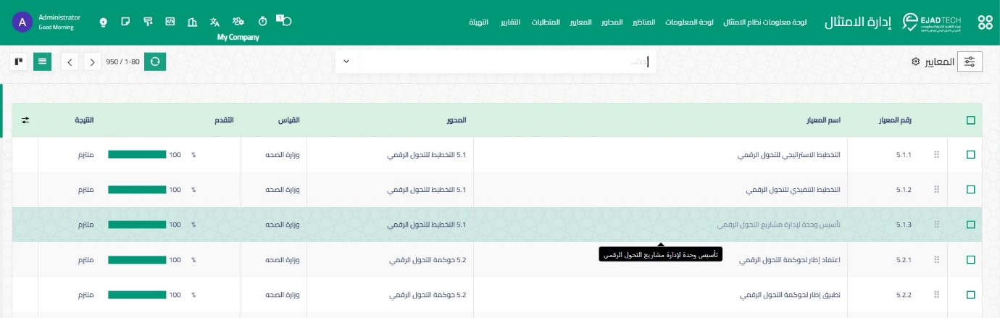 EJADTECH
إدارة الامتثال
لوحة معلومات نظام الامتثال
لوحة المعلومات
المناظير
المحاور
المعايير
المتطلبات
التقارير
التهيئة
1
My Company
A
Administrator
Good Morning
المعايير
بحث...
950 / 1-80
رقم المعيار اسم المعيار المحور القياس التقدم النتيجة
5.1.1 التخطيط الاستراتيجي للتحول الرقمي 5.1 التخطيط للتحول الرقمي وزارة الصحه % 100 ملتزم
5.1.2 التخطيط التنفيذي للتحول الرقمي 5.1 التخطيط للتحول الرقمي وزارة الصحه % 100 ملتزم
5.1.3 تأسيس وحدة لإدارة مشاريع التحول الرقمي 5.1 التخطيط للتحول الرقمي وزارة الصحه % 100 ملتزم
تأسيس وحدة لإدارة مشاريع التحول الرقمي
5.2.1 اعتماد إطار لحوكمة التحول الرقمي 5.2 حوكمة التحول الرقمي وزارة الصحه % 100 ملتزم
5.2.2 تطبيق إطار لحوكمة التحول الرقمي 5.2 حوكمة التحول الرقمي وزارة الصحه % 100 ملتزم